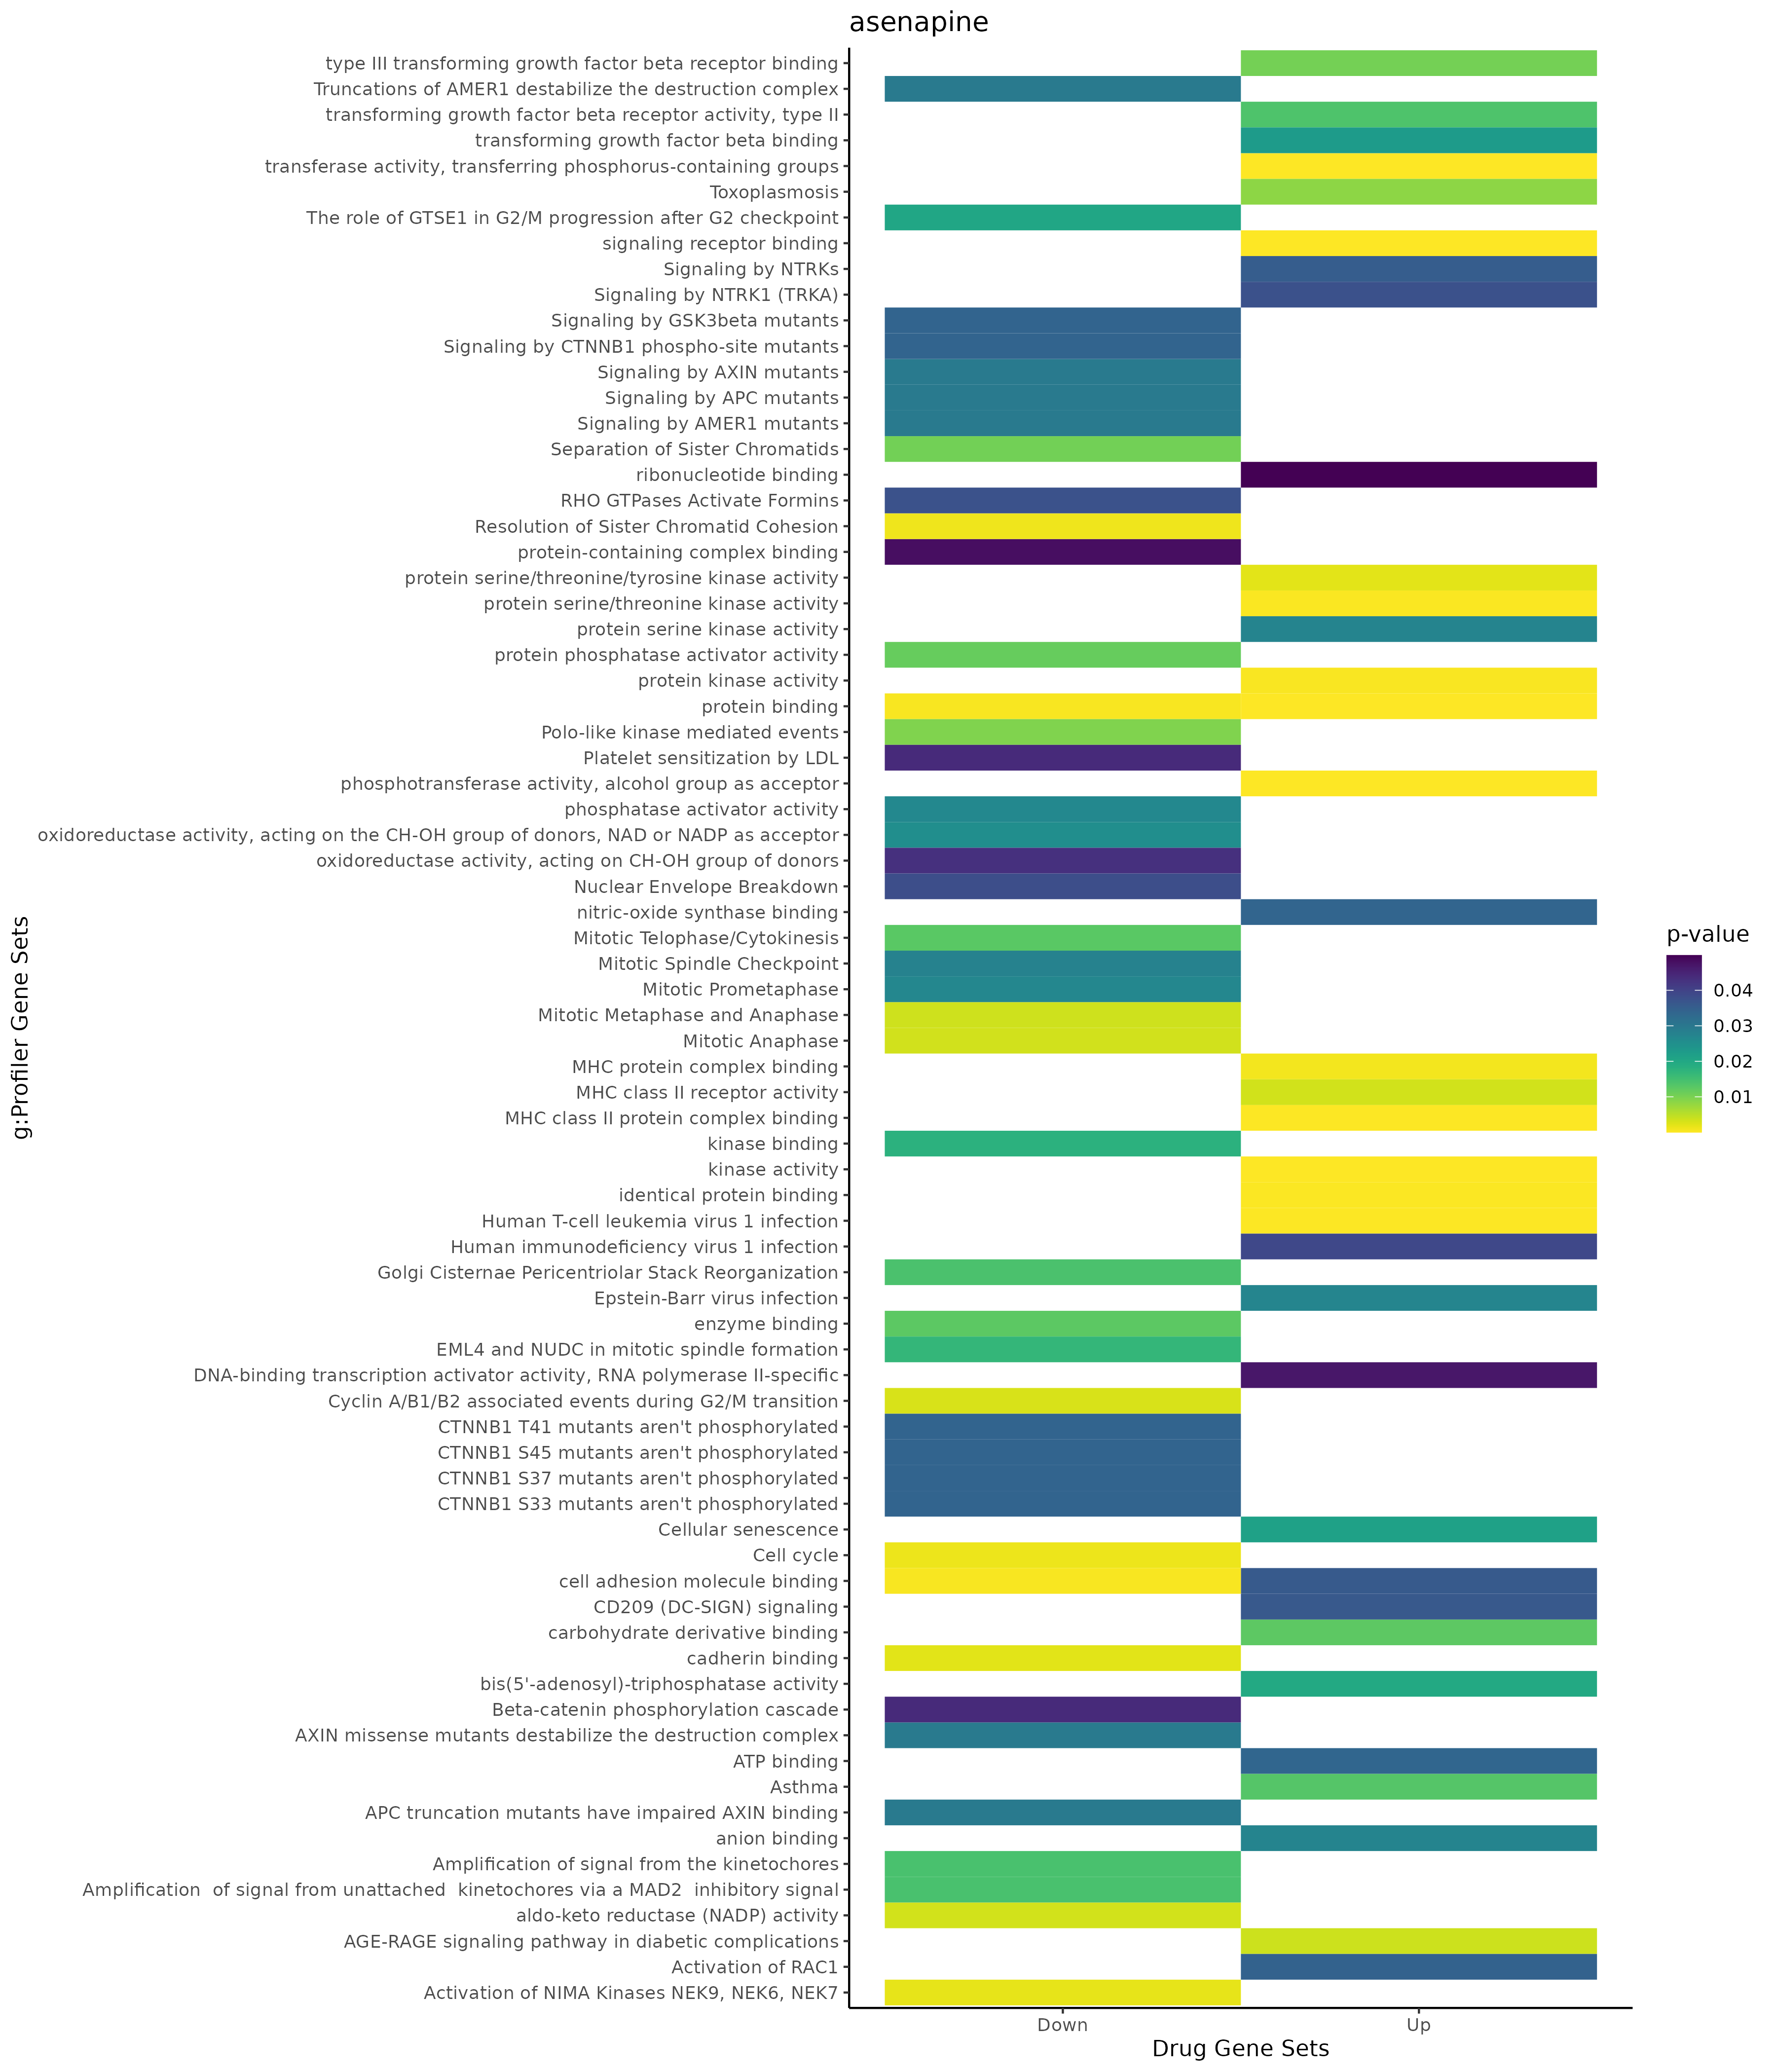 asenapine
type III transforming growth factor beta receptor binding
Truncations of AMER1 destabilize the destruction complex
transforming growth factor beta receptor activity, type II
transforming growth factor beta binding
transferase activity, transferring phosphorus-containing groups
Toxoplasmosis
The role of GTSE1 in G2/M progression after G2 checkpoint
signaling receptor binding
Signaling by NTRKs
Signaling by NTRK1 (TRKA)
Signaling by GSK3beta mutants
Signaling by CTNNB1 phospho-site mutants
Signaling by AXIN mutants
Signaling by APC mutants
Signaling by AMER1 mutants
Separation of Sister Chromatids
ribonucleotide binding
RHO GTPases Activate Formins
Resolution of Sister Chromatid Cohesion
protein-containing complex binding
protein serine/threonine/tyrosine kinase activity
protein serine/threonine kinase activity
protein serine kinase activity
protein phosphatase activator activity
protein kinase activity
protein binding
Polo-like kinase mediated events
Platelet sensitization by LDL
phosphotransferase activity, alcohol group as acceptor
phosphatase activator activity
oxidoreductase activity, acting on the CH-OH group of donors, NAD or NADP as acceptor
oxidoreductase activity, acting on CH-OH group of donors
Nuclear Envelope Breakdown
nitric-oxide synthase binding
Mitotic Telophase/Cytokinesis
Mitotic Spindle Checkpoint
Mitotic Prometaphase
Mitotic Metaphase and Anaphase
Mitotic Anaphase
MHC protein complex binding
MHC class II receptor activity
MHC class II protein complex binding
kinase binding
kinase activity
identical protein binding
Human T-cell leukemia virus 1 infection
Human immunodeficiency virus 1 infection
Golgi Cisternae Pericentriolar Stack Reorganization
Epstein-Barr virus infection
enzyme binding
EML4 and NUDC in mitotic spindle formation
DNA-binding transcription activator activity, RNA polymerase II-specific
Cyclin A/B1/B2 associated events during G2/M transition
CTNNB1 T41 mutants aren't phosphorylated
CTNNB1 S45 mutants aren't phosphorylated
CTNNB1 S37 mutants aren't phosphorylated
CTNNB1 S33 mutants aren't phosphorylated
Cellular senescence
Cell cycle
cell adhesion molecule binding
CD209 (DC-SIGN) signaling
carbohydrate derivative binding
cadherin binding
bis(5'-adenosyl)-triphosphatase activity
Beta-catenin phosphorylation cascade
AXIN missense mutants destabilize the destruction complex
ATP binding
Asthma
APC truncation mutants have impaired AXIN binding
anion binding
Amplification of signal from the kinetochores
Amplification  of signal from unattached  kinetochores via a MAD2  inhibitory signal
aldo-keto reductase (NADP) activity
AGE-RAGE signaling pathway in diabetic complications
Activation of RAC1
Activation of NIMA Kinases NEK9, NEK6, NEK7
g:Profiler Gene Sets
Down
Up
Drug Gene Sets
p-value
0.04
0.03
0.02
0.01